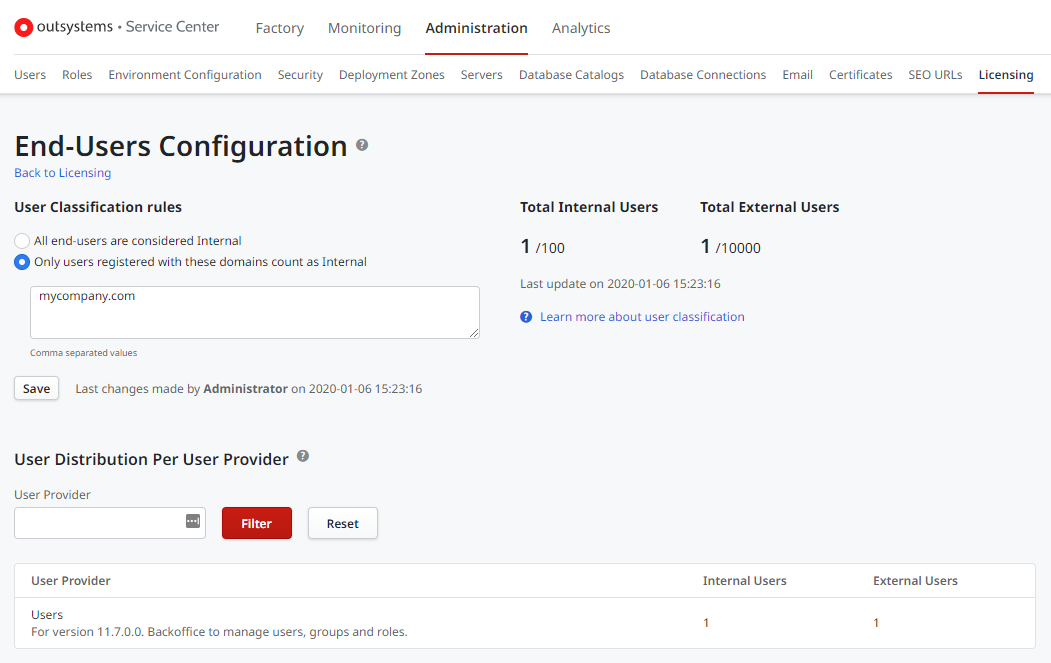 outsystems • Service Center Factory Monitoring Administration Analytics
Users Roles Environment Configuration Security Deployment Zones Servers Database Catalogs Database Connections Email Certificates SEO URLs Licensing
End-Users Configuration ?
Back to Licensing
User Classification rules
All end-users are considered Internal
Only users registered with these domains count as Internal
mycompany.com
Comma separated values
Save Last changes made by Administrator on 2020-01-06 15:23:16
Total Internal Users Total External Users
1 /100 1 /10000
Last update on 2020-01-06 15:23:16
? Learn more about user classification
User Distribution Per User Provider ?
User Provider
Filter Reset
User Provider Internal Users External Users
Users
For version 11.7.0.0. Backoffice to manage users, groups and roles. 1 1